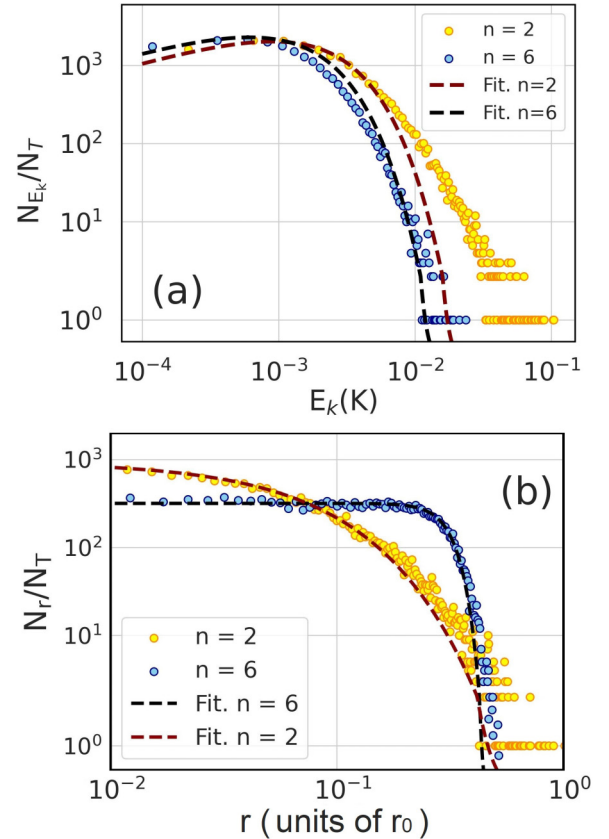 10³
10²
10¹
10⁰
N_{E_k}/N_T
n = 2
n = 6
Fit. n=2
Fit. n=6
(a)
10⁻⁴
10⁻³
10⁻²
10⁻¹
E_k(K)
10³
10²
10¹
10⁰
N_r/N_T
(b)
n = 2
n = 6
Fit. n = 6
Fit. n = 2
10⁻²
10⁻¹
10⁰
r ( units of r₀ )